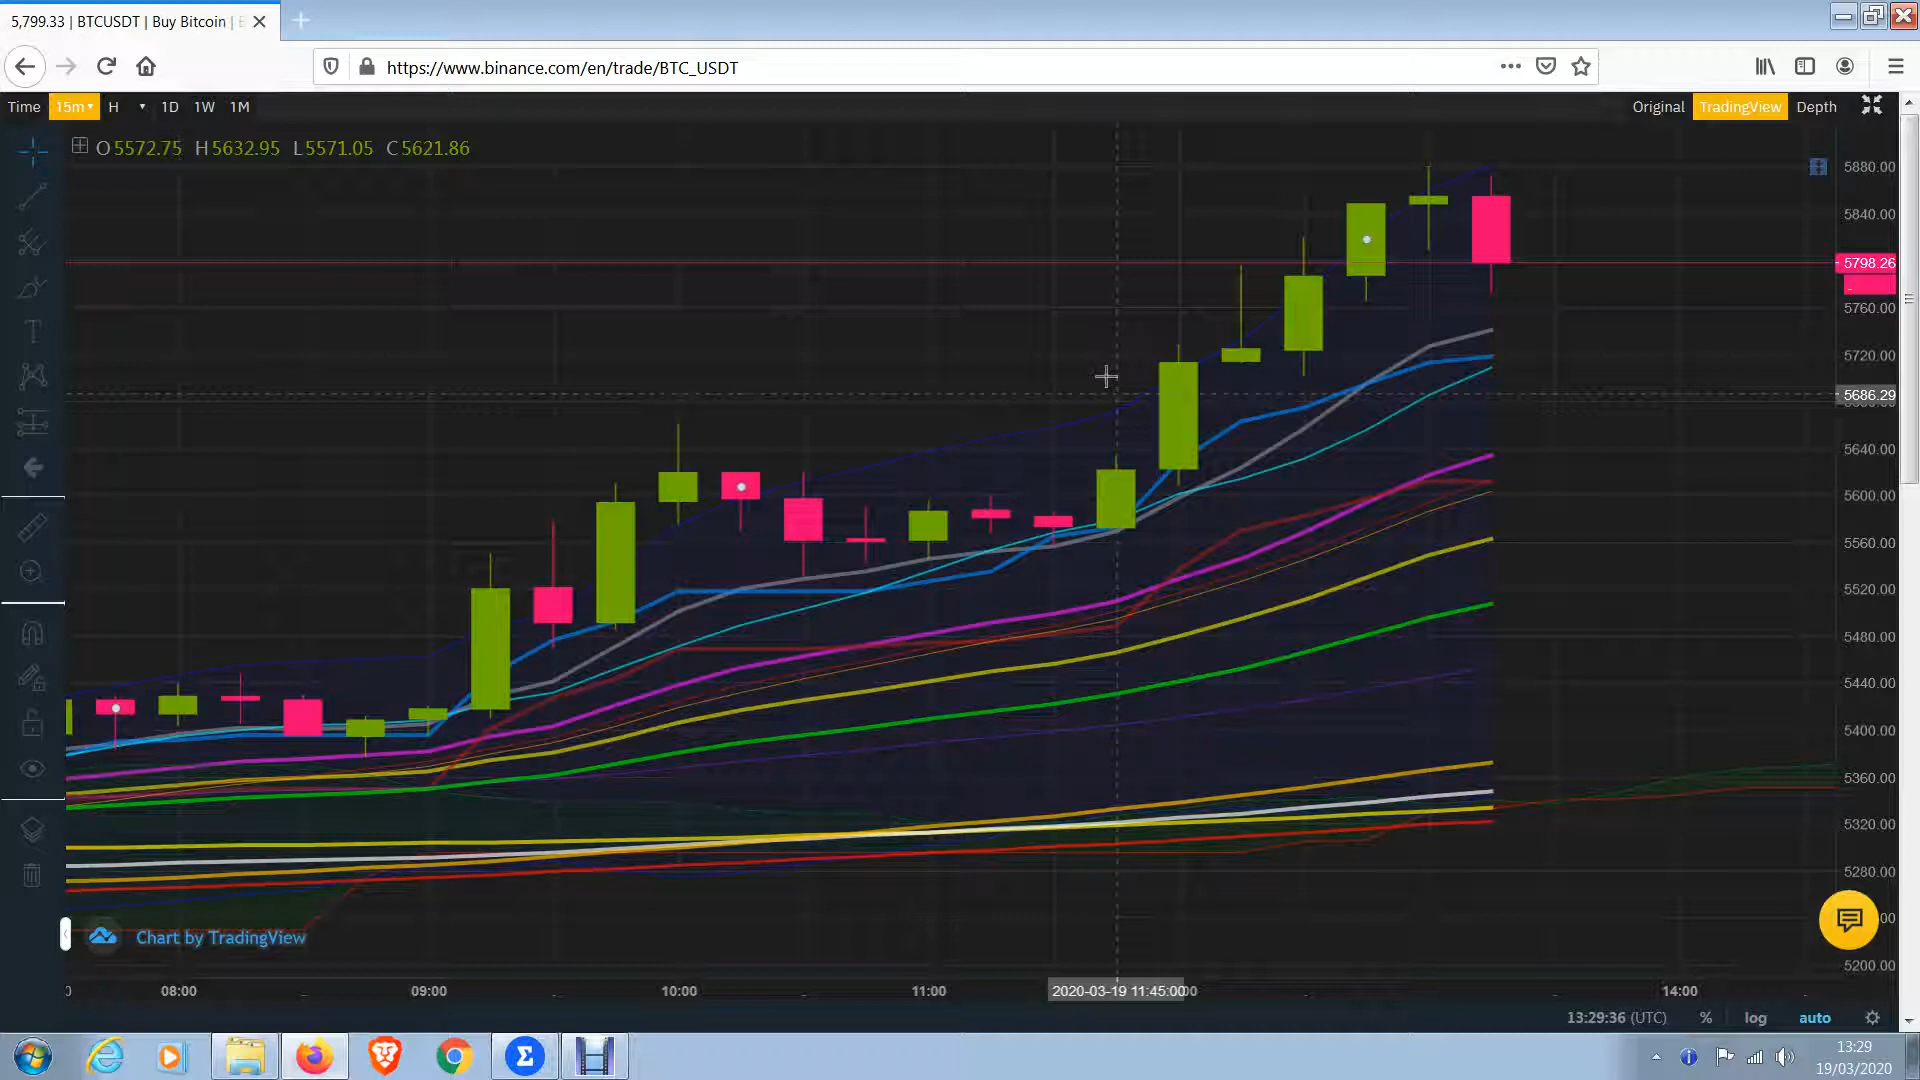 5,799.33 | BTCUSDT | Buy Bitcoin |
https://www.binance.com/en/trade/BTC_USDT
Time 15m H 1D 1W 1M Original TradingView Depth
O 5572.75 H 5632.95 L 5571.05 C 5621.86
5880.00
5840.00
5798.26
5760.00
5720.00
5686.29
5640.00
5600.00
5560.00
5520.00
5480.00
5440.00
5400.00
5360.00
5320.00
5280.00
5200.00
Chart by TradingView
08:00 09:00 10:00 11:00 2020-03-19 11:45:00 14:00
13:29:36 (UTC) % log auto
13:29
19/03/2020